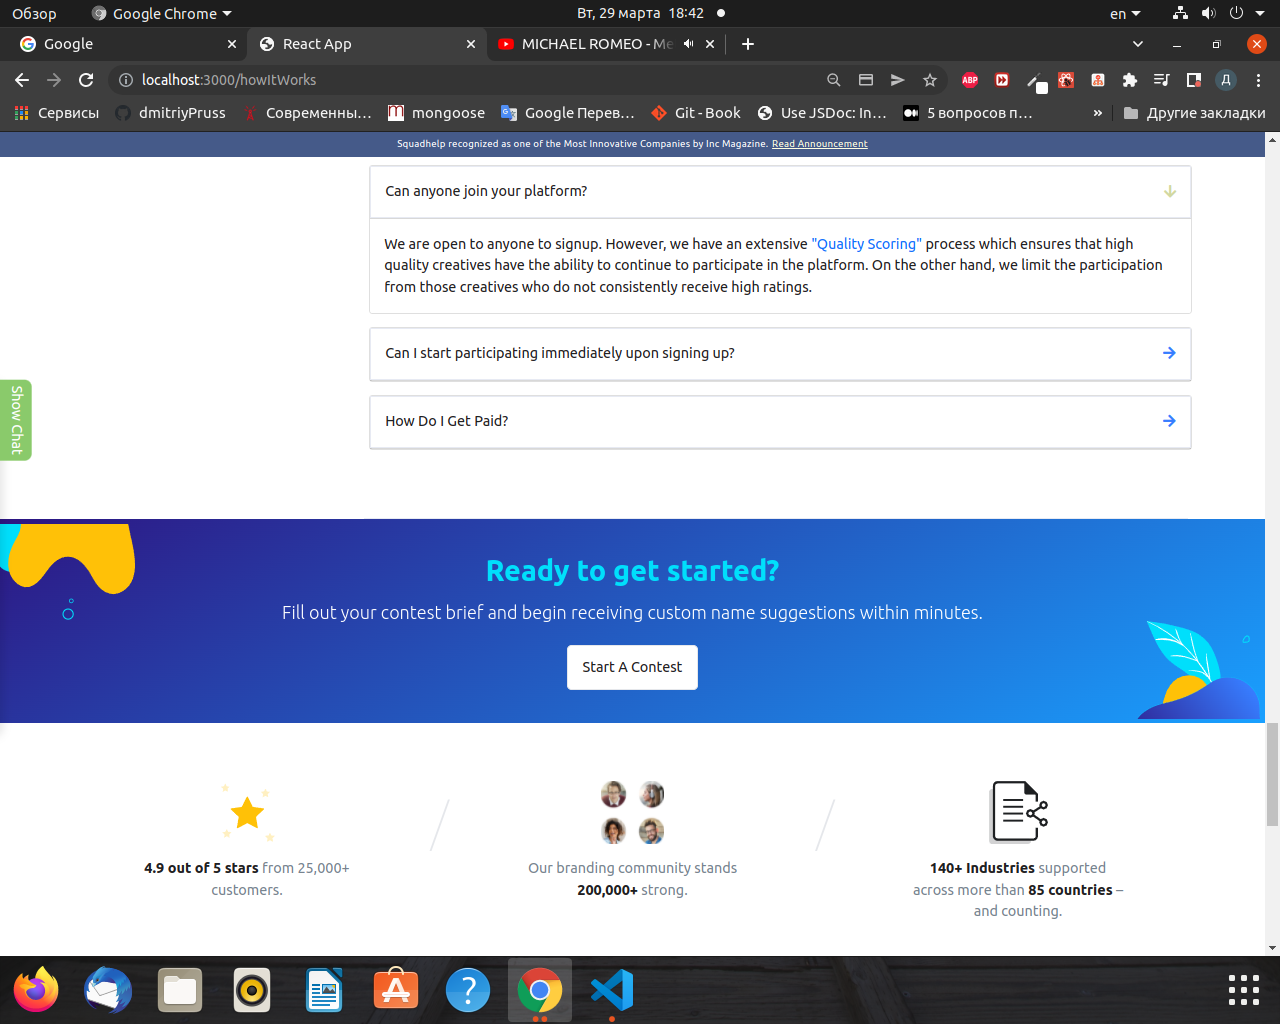 Обзор
Google Chrome
Вт, 29 марта 18:42
en
Google
React App
MICHAEL ROMEO - Me
localhost:3000/howItWorks
ABP
Д
Сервисы
dmitriyPruss
Современны...
mongoose
Google Перев...
Git - Book
Use JSDoc: In...
5 вопросов п...
»
Другие закладки
Squadhelp recognized as one of the Most Innovative Companies by Inc Magazine. Read Announcement
Can anyone join your platform?
We are open to anyone to signup. However, we have an extensive "Quality Scoring" process which ensures that high
quality creatives have the ability to continue to participate in the platform. On the other hand, we limit the participation
from those creatives who do not consistently receive high ratings.
Can I start participating immediately upon signing up?
Show Chat
How Do I Get Paid?
Ready to get started?
Fill out your contest brief and begin receiving custom name suggestions within minutes.
Start A Contest
4.9 out of 5 stars from 25,000+
customers.
Our branding community stands
200,000+ strong.
140+ Industries supported
across more than 85 countries –
and counting.